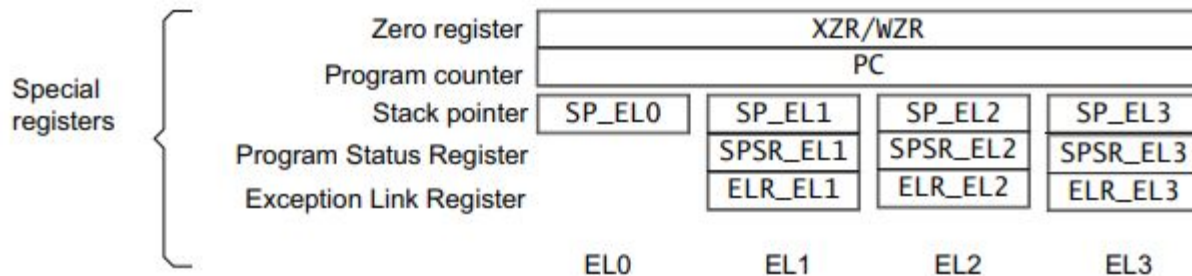 Special
registers
Zero register XZR/WZR
Program counter PC
Stack pointer SP_EL0 SP_EL1 SP_EL2 SP_EL3
Program Status Register SPSR_EL1 SPSR_EL2 SPSR_EL3
Exception Link Register ELR_EL1 ELR_EL2 ELR_EL3
EL0 EL1 EL2 EL3